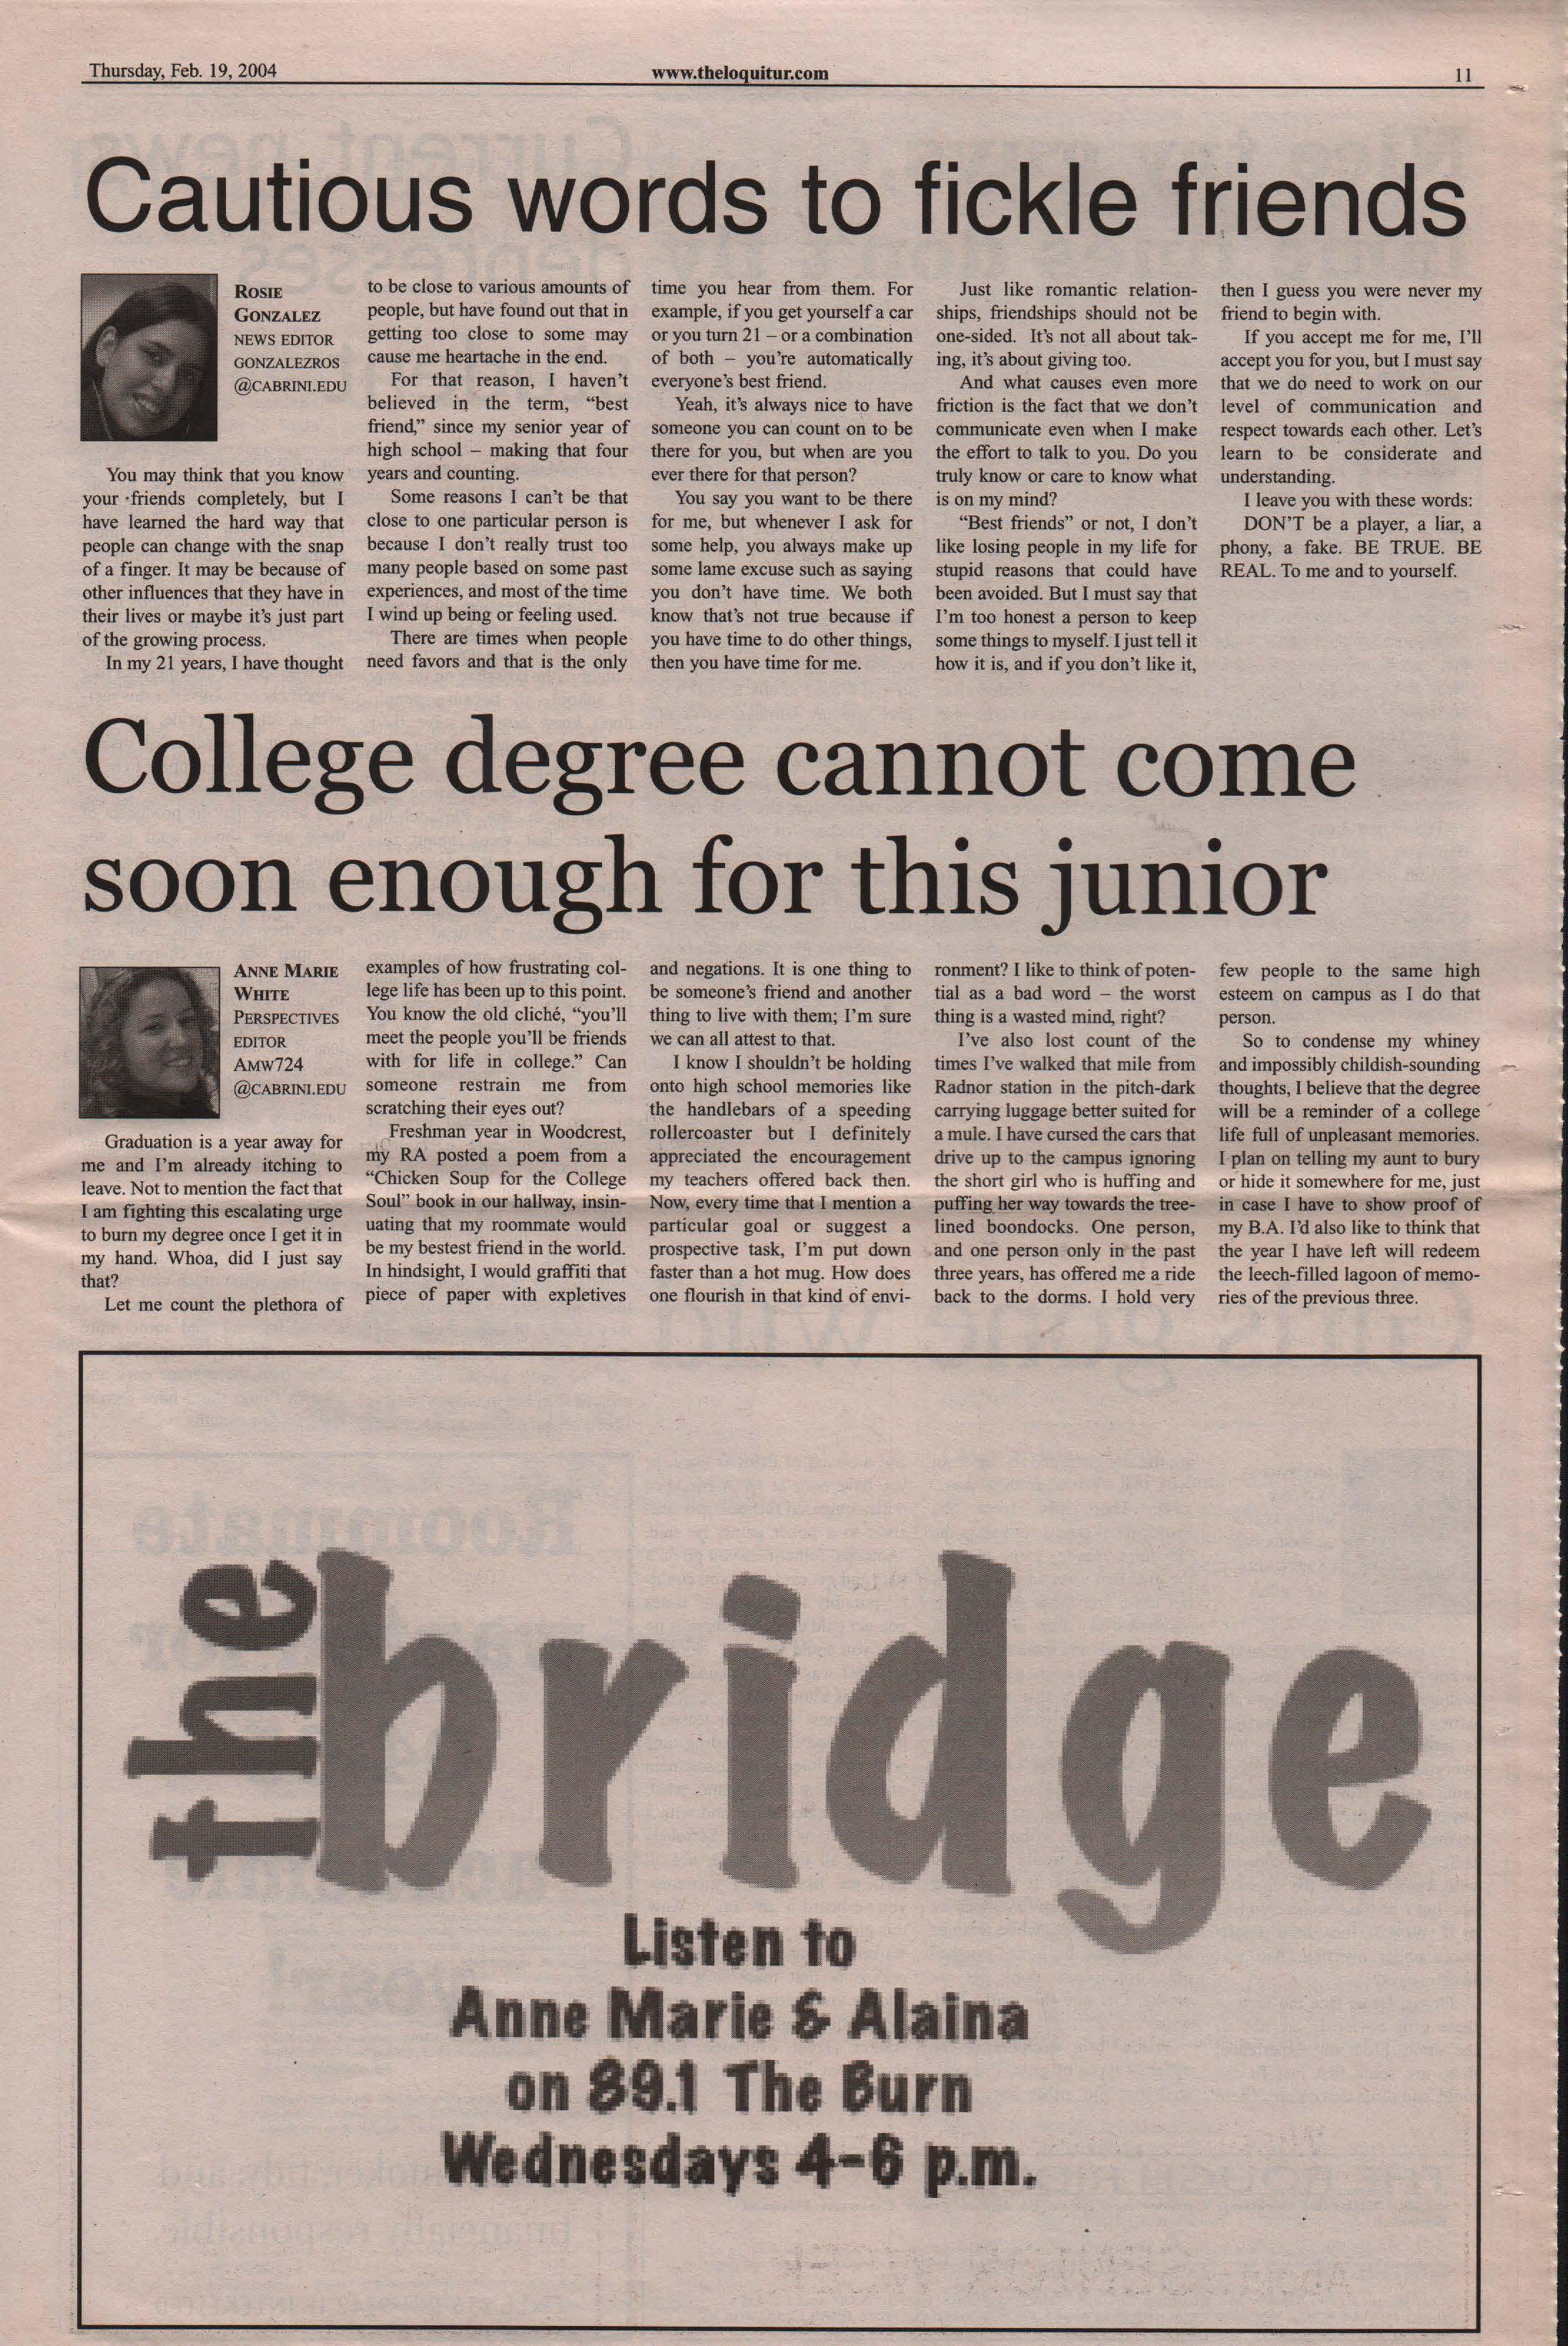 Thursday, Feb. 19, 2004
www.theloquitur.com
11
Cautious words to fickle friends
ROSIE
GONZALEZ
NEWS EDITOR
GONZALEZROS
@CABRINI.EDU
You may think that you know
your friends completely, but I
have learned the hard way that
people can change with the snap
of a finger. It may be because of
other influences that they have in
their lives or maybe it's just part
of the growing process.
In my 21 years, I have thought
to be close to various amounts of
people, but have found out that in
getting too close to some may
cause me heartache in the end.
For that reason, I haven't
believed in the term, “best
friend,” since my senior year of
high school – making that four
years and counting.
Some reasons I can't be that
close to one particular person is
because I don't really trust too
many people based on some past
experiences, and most of the time
I wind up being or feeling used.
There are times when people
need favors and that is the only
time you hear from them. For
example, if you get yourself a car
or you turn 21 – or a combination
of both – you're automatically
everyone's best friend.
Yeah, it's always nice to have
someone you can count on to be
there for you, but when are you
ever there for that person?
You say you want to be there
for me, but whenever I ask for
some help, you always make up
some lame excuse such as saying
you don't have time. We both
know that's not true because if
you have time to do other things,
then you have time for me.
Just like romantic relation-
ships, friendships should not be
one-sided. It's not all about tak-
ing, it's about giving too.
And what causes even more
friction is the fact that we don't
communicate even when I make
the effort to talk to you. Do you
truly know or care to know what
is on my mind?
“Best friends” or not, I don't
like losing people in my life for
stupid reasons that could have
been avoided. But I must say that
I'm too honest a person to keep
some things to myself. I just tell it
how it is, and if you don't like it,
then I guess you were never my
friend to begin with.
If you accept me for me, I'll
accept you for you, but I must say
that we do need to work on our
level of communication and
respect towards each other. Let's
learn to be considerate and
understanding.
I leave you with these words:
DON'T be a player, a liar, a
phony, a fake. BE TRUE. BE
REAL. To me and to yourself.
College degree cannot come
soon enough for this junior
ANNE MARIE
WHITE
PERSPECTIVES
EDITOR
AMW724
@CABRINI.EDU
Graduation is a year away for
me and I'm already itching to
leave. Not to mention the fact that
I am fighting this escalating urge
to burn my degree once I get it in
my hand. Whoa, did I just say
that?
Let me count the plethora of
examples of how frustrating col-
lege life has been up to this point.
You know the old cliché, “you'll
meet the people you'll be friends
with for life in college.” Can
someone restrain me from
scratching their eyes out?
Freshman year in Woodcrest,
my RA posted a poem from a
“Chicken Soup for the College
Soul” book in our hallway, insin-
uating that my roommate would
be my bestest friend in the world.
In hindsight, I would graffiti that
piece of paper with expletives
and negations. It is one thing to
be someone's friend and another
thing to live with them; I'm sure
we can all attest to that.
I know I shouldn't be holding
onto high school memories like
the handlebars of a speeding
rollercoaster but I definitely
appreciated the encouragement
my teachers offered back then.
Now, every time that I mention a
particular goal or suggest a
prospective task, I'm put down
faster than a hot mug. How does
one flourish in that kind of envi-
ronment? I like to think of poten-
tial as a bad word – the worst
thing is a wasted mind, right?
I've also lost count of the
times I've walked that mile from
Radnor station in the pitch-dark
carrying luggage better suited for
a mule. I have cursed the cars that
drive up to the campus ignoring
the short girl who is huffing and
puffing her way towards the tree-
lined boondocks. One person,
and one person only in the past
three years, has offered me a ride
back to the dorms. I hold very
few people to the same high
esteem on campus as I do that
person.
So to condense my whiney
and impossibly childish-sounding
thoughts, I believe that the degree
will be a reminder of a college
life full of unpleasant memories.
I plan on telling my aunt to bury
or hide it somewhere for me, just
in case I have to show proof of
my B.A. I'd also like to think that
the year I have left will redeem
the leech-filled lagoon of memo-
ries of the previous three.
the bridge
Listen to
Anne Marie & Alaina
on 89.1 The Burn
Wednesdays 4-6 p.m.